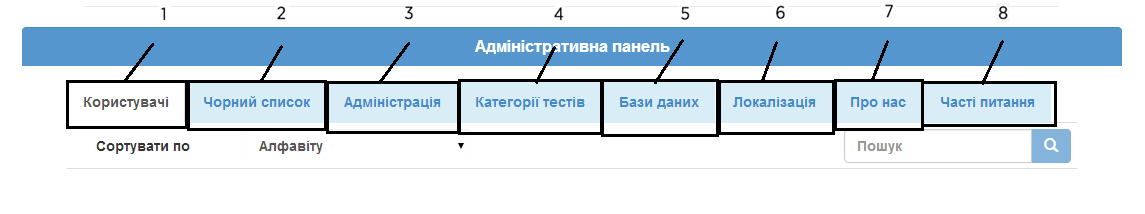 1 2 3 4 5 6 7 8
Адміністративна панель
Користувачі Чорний список Адміністрація Категорії тестів Бази даних Локалізація Про нас Часті питання
Сортувати по Алфавіту Пошук